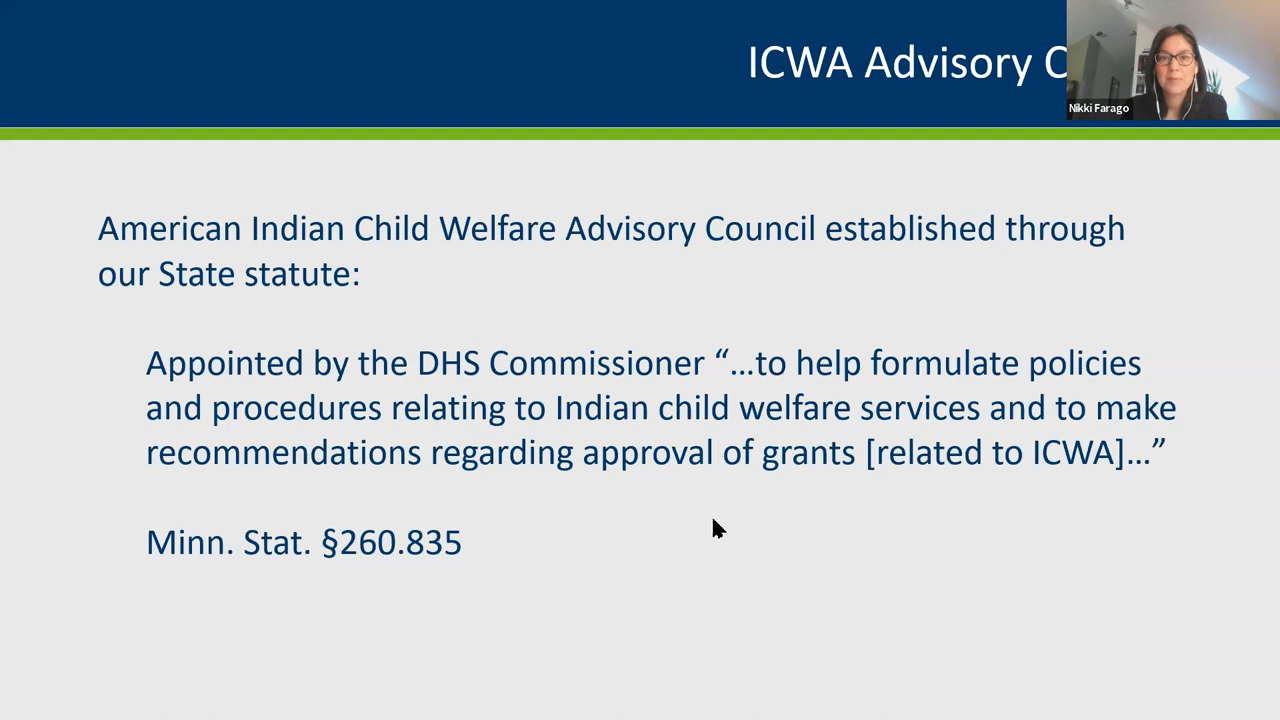 ICWA Advisory C
Nikki Farago
American Indian Child Welfare Advisory Council established through
our State statute:
Appointed by the DHS Commissioner “…to help formulate policies
and procedures relating to Indian child welfare services and to make
recommendations regarding approval of grants [related to ICWA]…”
Minn. Stat. §260.835